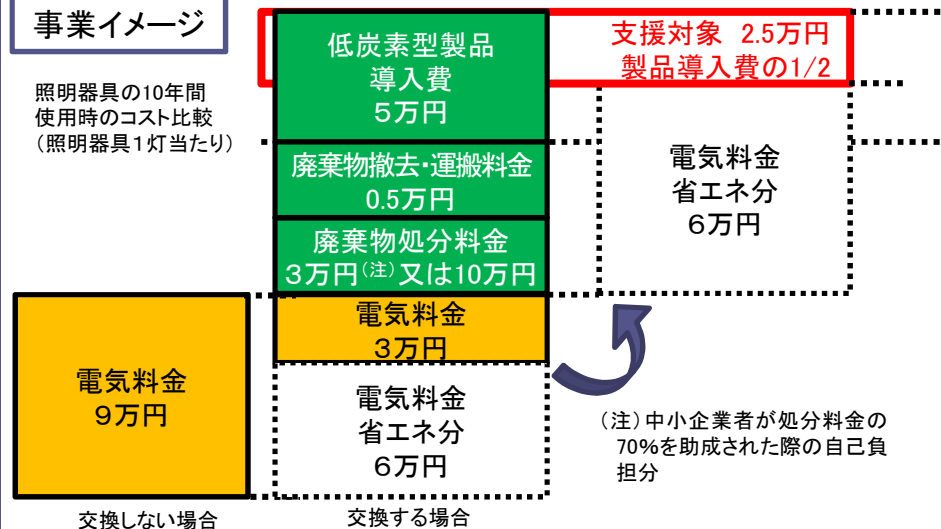 事業イメージ
照明器具の10年間
使用時のコスト比較
（照明器具１灯当たり）
低炭素型製品
導入費
５万円
支援対象 2.5万円
製品導入費の1/2
廃棄物撤去・運搬料金
0.5万円
廃棄物処分料金
３万円（注）又は10万円
電気料金
３万円
電気料金
省エネ分
６万円
電気料金
９万円
電気料金
省エネ分
６万円
（注）中小企業者が処分料金の
70%を助成された際の自己負
担分
交換しない場合
交換する場合